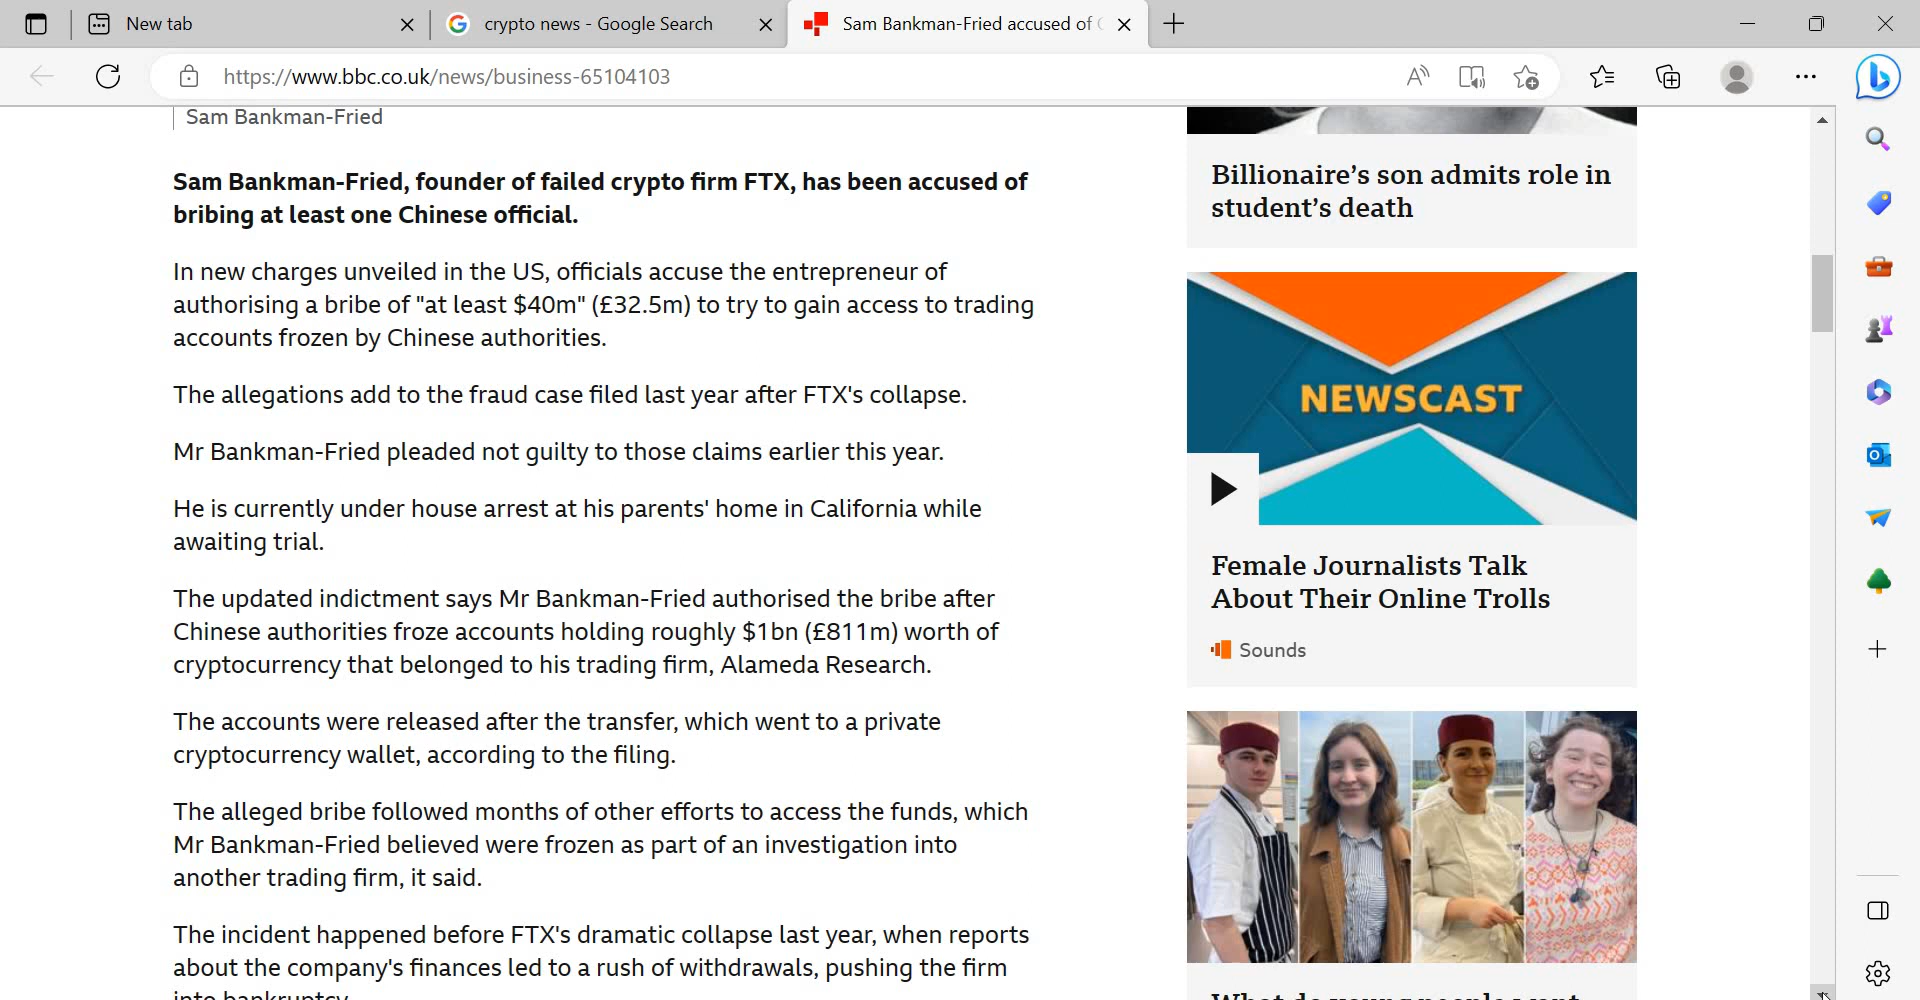 New tab
crypto news - Google Search
Sam Bankman-Fried accused of
https://www.bbc.co.uk/news/business-65104103
Sam Bankman-Fried
Sam Bankman-Fried, founder of failed crypto firm FTX, has been accused of
bribing at least one Chinese official.
In new charges unveiled in the US, officials accuse the entrepreneur of
authorising a bribe of "at least $40m" (£32.5m) to try to gain access to trading
accounts frozen by Chinese authorities.
The allegations add to the fraud case filed last year after FTX's collapse.
Mr Bankman-Fried pleaded not guilty to those claims earlier this year.
He is currently under house arrest at his parents' home in California while
awaiting trial.
The updated indictment says Mr Bankman-Fried authorised the bribe after
Chinese authorities froze accounts holding roughly $1bn (£811m) worth of
cryptocurrency that belonged to his trading firm, Alameda Research.
The accounts were released after the transfer, which went to a private
cryptocurrency wallet, according to the filing.
The alleged bribe followed months of other efforts to access the funds, which
Mr Bankman-Fried believed were frozen as part of an investigation into
another trading firm, it said.
The incident happened before FTX's dramatic collapse last year, when reports
about the company's finances led to a rush of withdrawals, pushing the firm
into bankruptcy.
Billionaire's son admits role in
student's death
NEWSCAST
Female Journalists Talk
About Their Online Trolls
Sounds
What do young people want